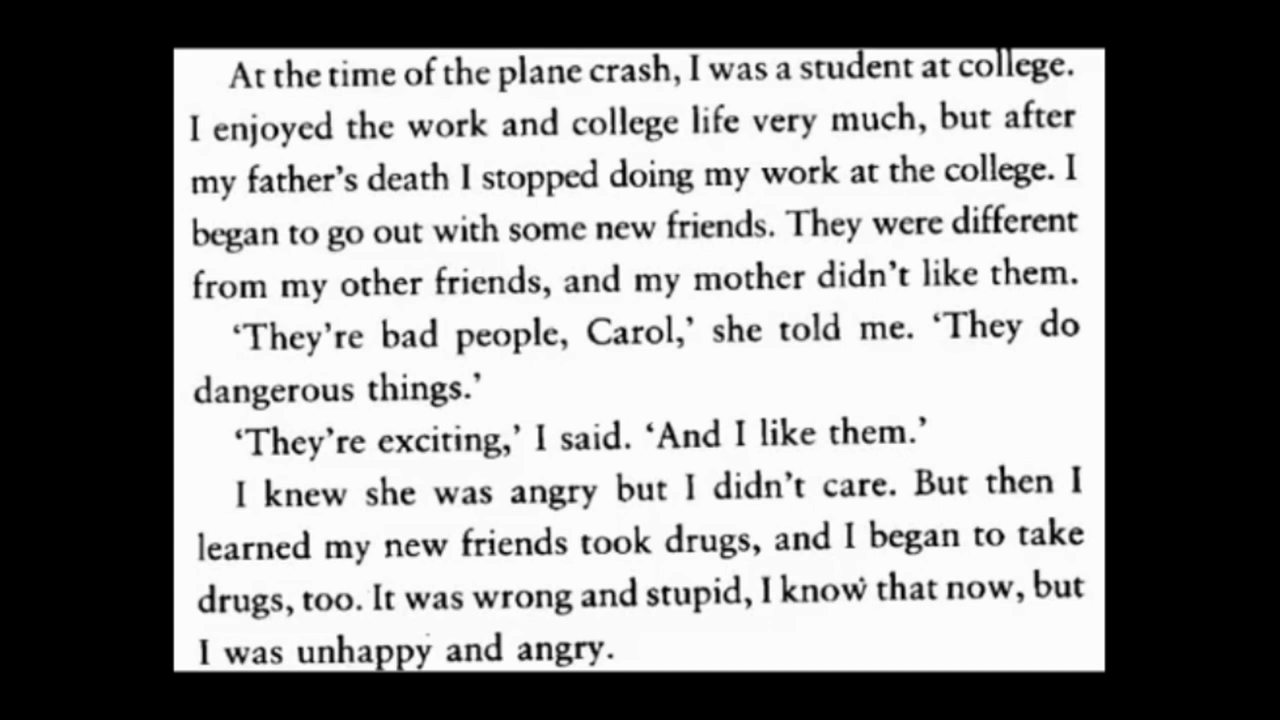 At the time of the plane crash, I was a student at college.
I enjoyed the work and college life very much, but after
my father's death I stopped doing my work at the college. I
began to go out with some new friends. They were different
from my other friends, and my mother didn't like them.
‘They're bad people, Carol,’ she told me. ‘They do
dangerous things.’
‘They're exciting,’ I said. ‘And I like them.’
I knew she was angry but I didn't care. But then I
learned my new friends took drugs, and I began to take
drugs, too. It was wrong and stupid, I know that now, but
I was unhappy and angry.